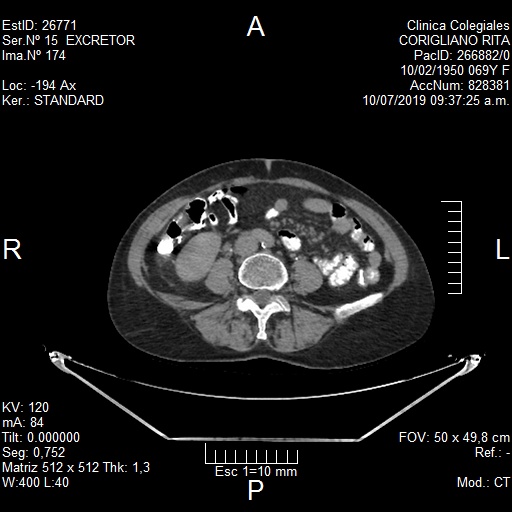 EstID: 26771
Ser.Nº 15 EXCRETOR
Ima.Nº 174
Loc: -194 Ax
Ker.: STANDARD
A
Clinica Colegiales
CORIGLIANO RITA
PacID: 266882/0
10/02/1950 069Y F
AccNum: 828381
10/07/2019 09:37:25 a.m.
R
L
KV: 120
mA: 84
Tilt: 0.000000
Seg: 0,752
Matriz 512 x 512 Thk: 1,3
W:400 L:40
Esc 1=10 mm
P
FOV: 50 x 49,8 cm
Ref.: -
Mod.: CT